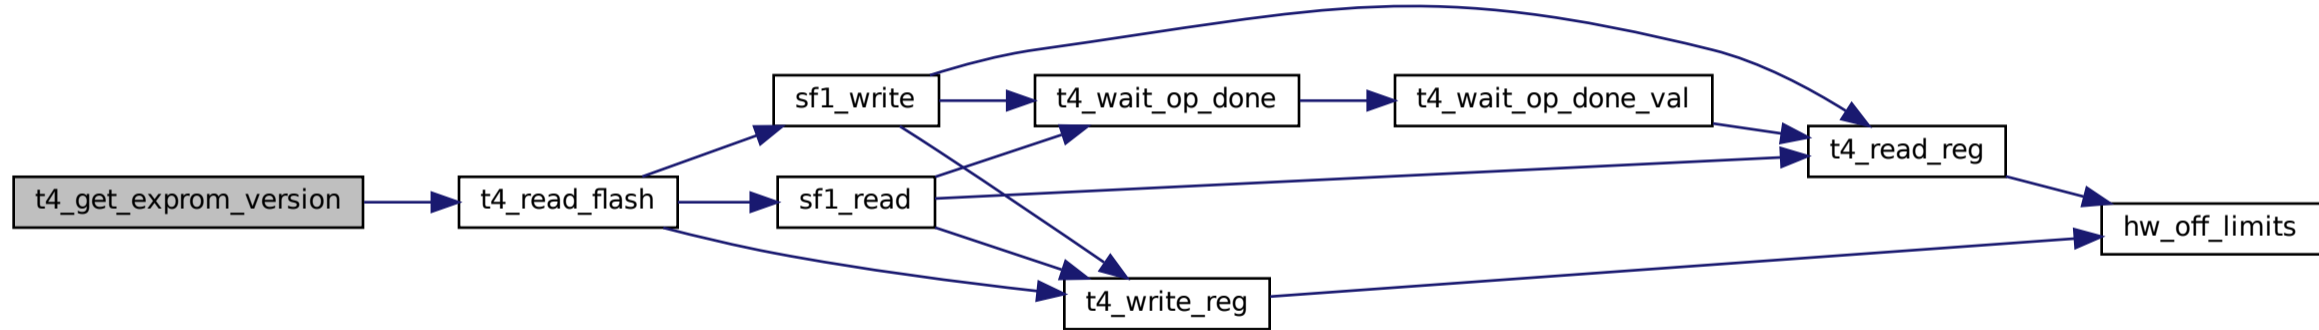 sf1_write
t4_wait_op_done
t4_wait_op_done_val
t4_read_reg
t4_get_exprom_version
t4_read_flash
sf1_read
hw_off_limits
t4_write_reg